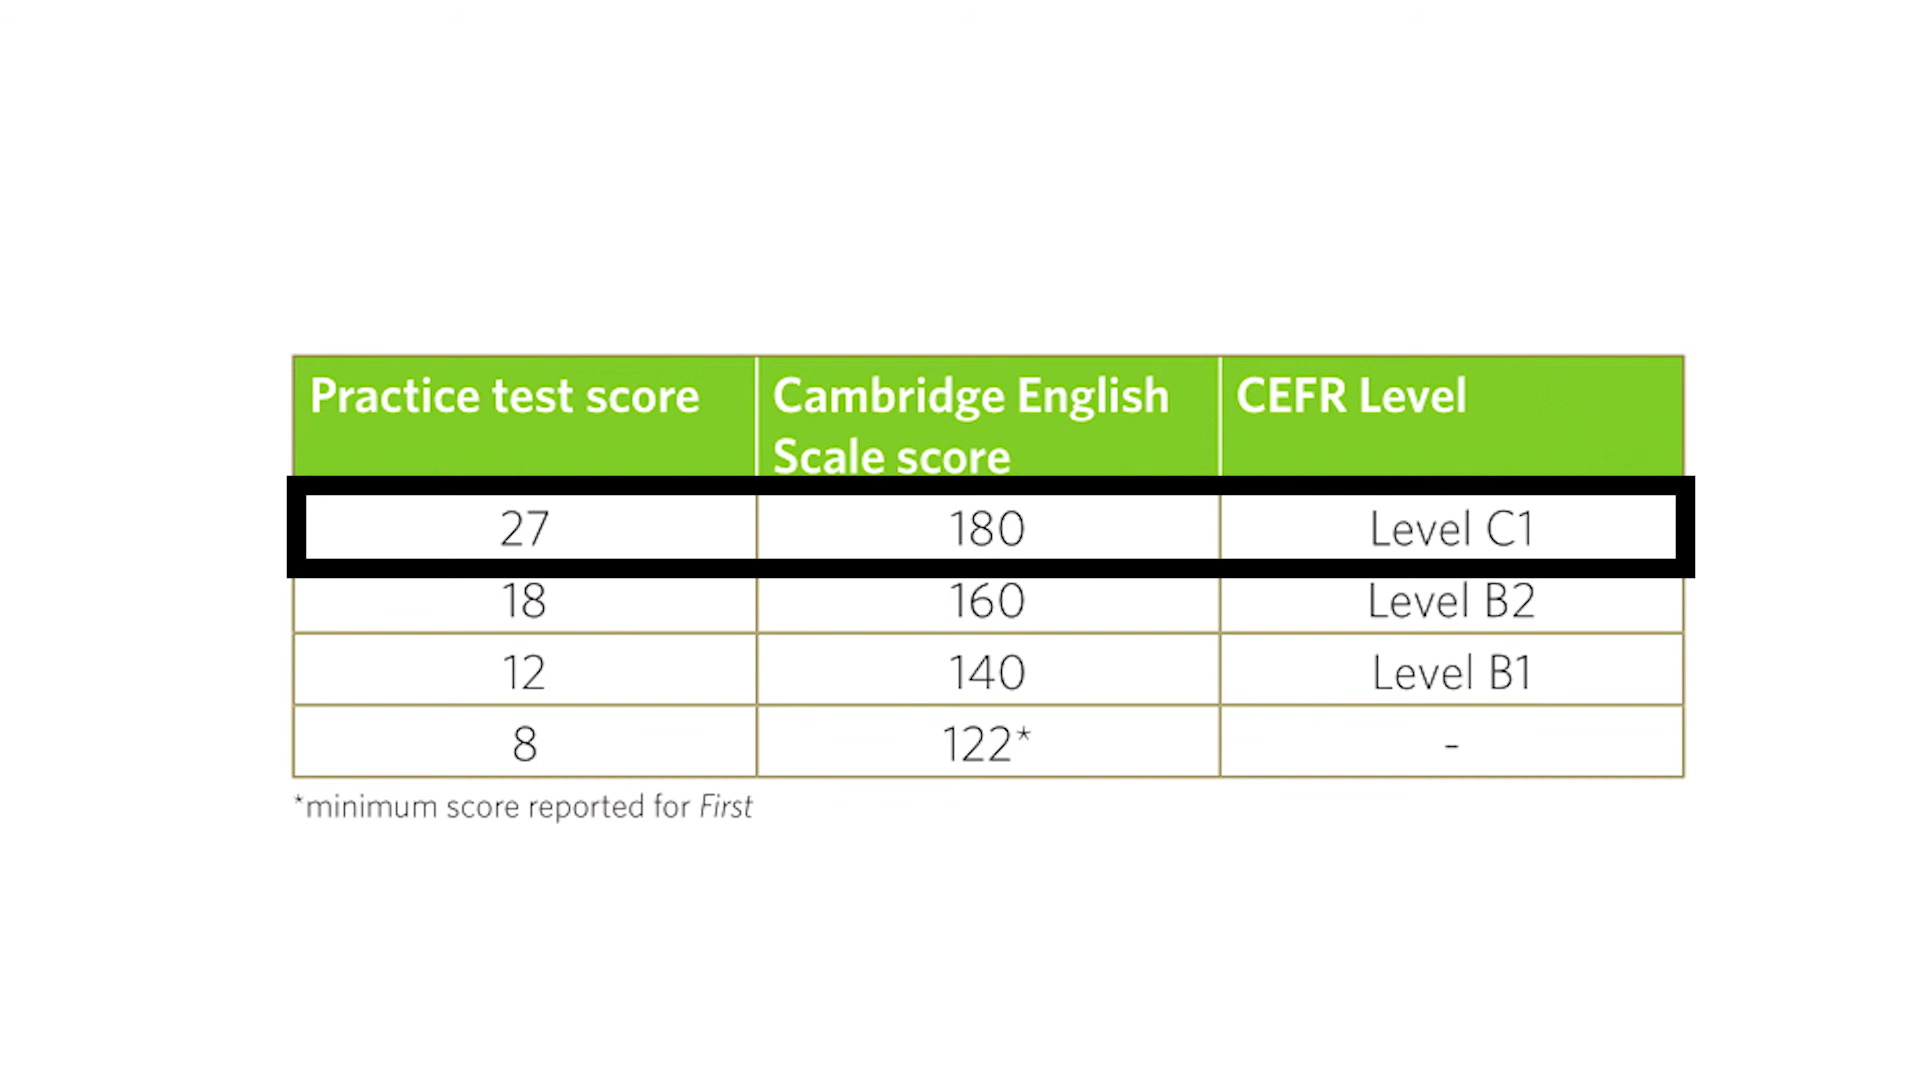 Practice test score Cambridge English Scale score CEFR Level
27 180 Level C1
18 160 Level B2
12 140 Level B1
8 122* -
*minimum score reported for First